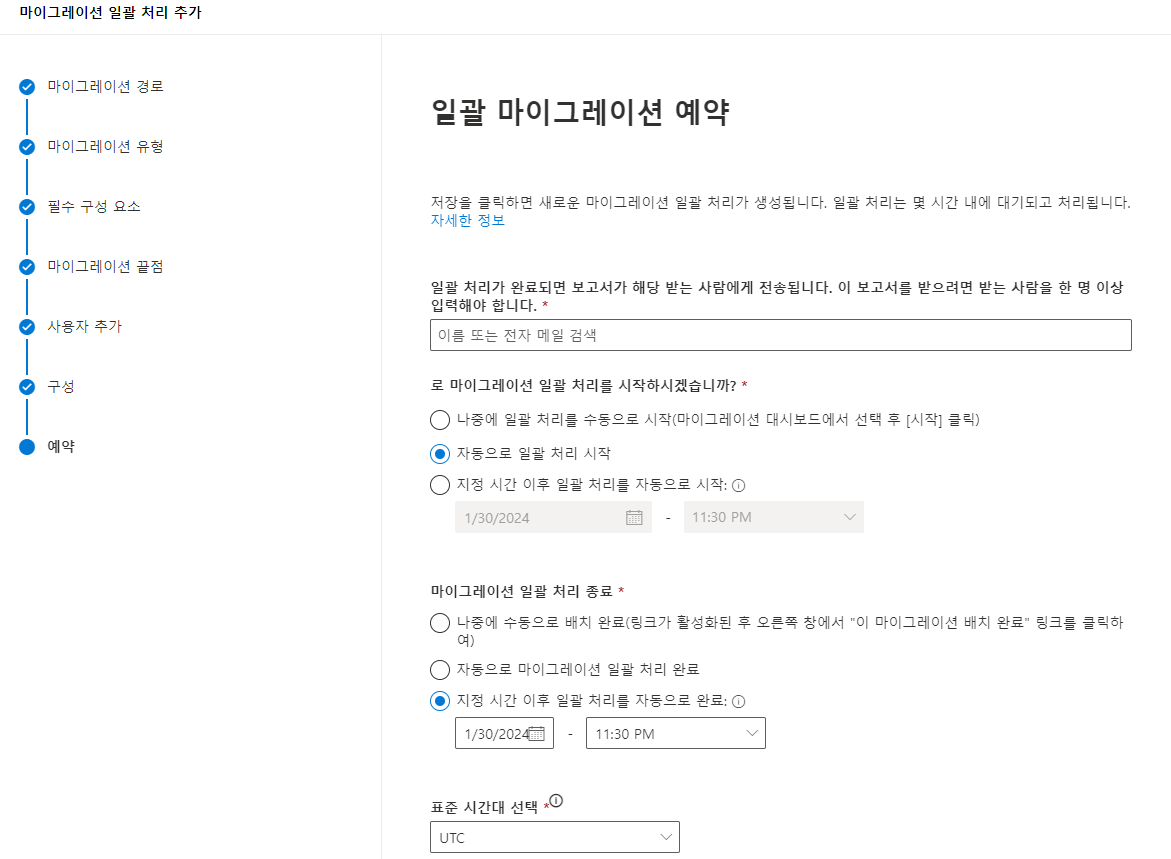 마이그레이션 일괄 처리 추가
마이그레이션 경로
마이그레이션 유형
필수 구성 요소
마이그레이션 끝점
사용자 추가
구성
예약
일괄 마이그레이션 예약
저장을 클릭하면 새로운 마이그레이션 일괄 처리가 생성됩니다. 일괄 처리는 몇 시간 내에 대기되고 처리됩니다.
자세한 정보
일괄 처리가 완료되면 보고서가 해당 받는 사람에게 전송됩니다. 이 보고서를 받으려면 받는 사람을 한 명 이상
입력해야 합니다. *
이름 또는 전자 메일 검색
로 마이그레이션 일괄 처리를 시작하시겠습니까? *
나중에 일괄 처리를 수동으로 시작(마이그레이션 대시보드에서 선택 후 [시작] 클릭)
자동으로 일괄 처리 시작
지정 시간 이후 일괄 처리를 자동으로 시작:
1/30/2024 - 11:30 PM
마이그레이션 일괄 처리 종료 *
나중에 수동으로 배치 완료(링크가 활성화된 후 오른쪽 창에서 "이 마이그레이션 배치 완료" 링크를 클릭하
여)
자동으로 마이그레이션 일괄 처리 완료
지정 시간 이후 일괄 처리를 자동으로 완료:
1/30/2024 - 11:30 PM
표준 시간대 선택 *
UTC